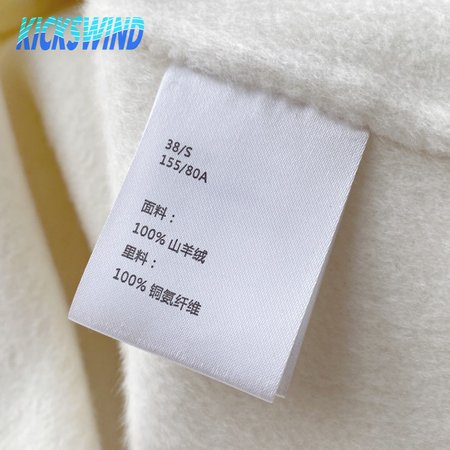 KICKSWIND
38/S
155/80A
面料：
100% 山羊绒
里料：
100% 铜氨纤维